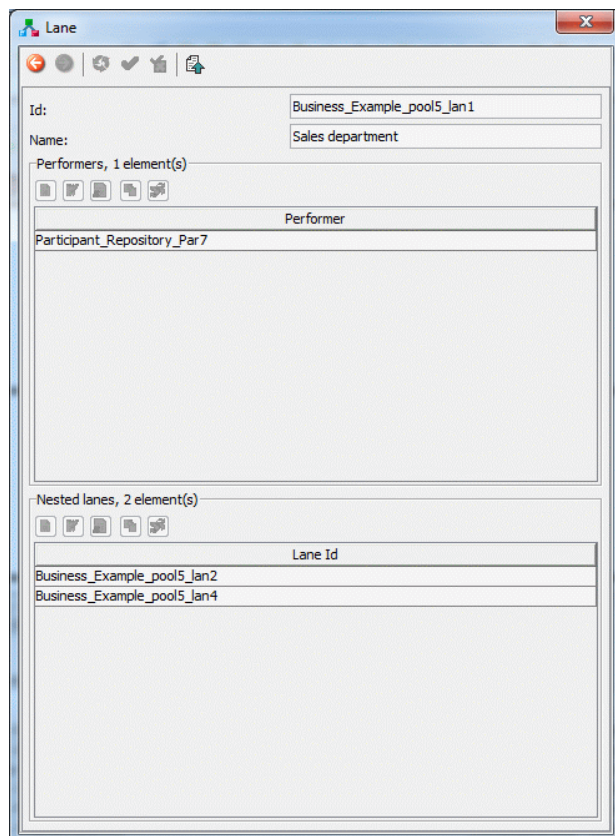 Lane
Id: Business_Example_pool5_lan1
Name: Sales department
Performers, 1 element(s)
Performer
Participant_Repository_Par7
Nested lanes, 2 element(s)
Lane Id
Business_Example_pool5_lan2
Business_Example_pool5_lan4